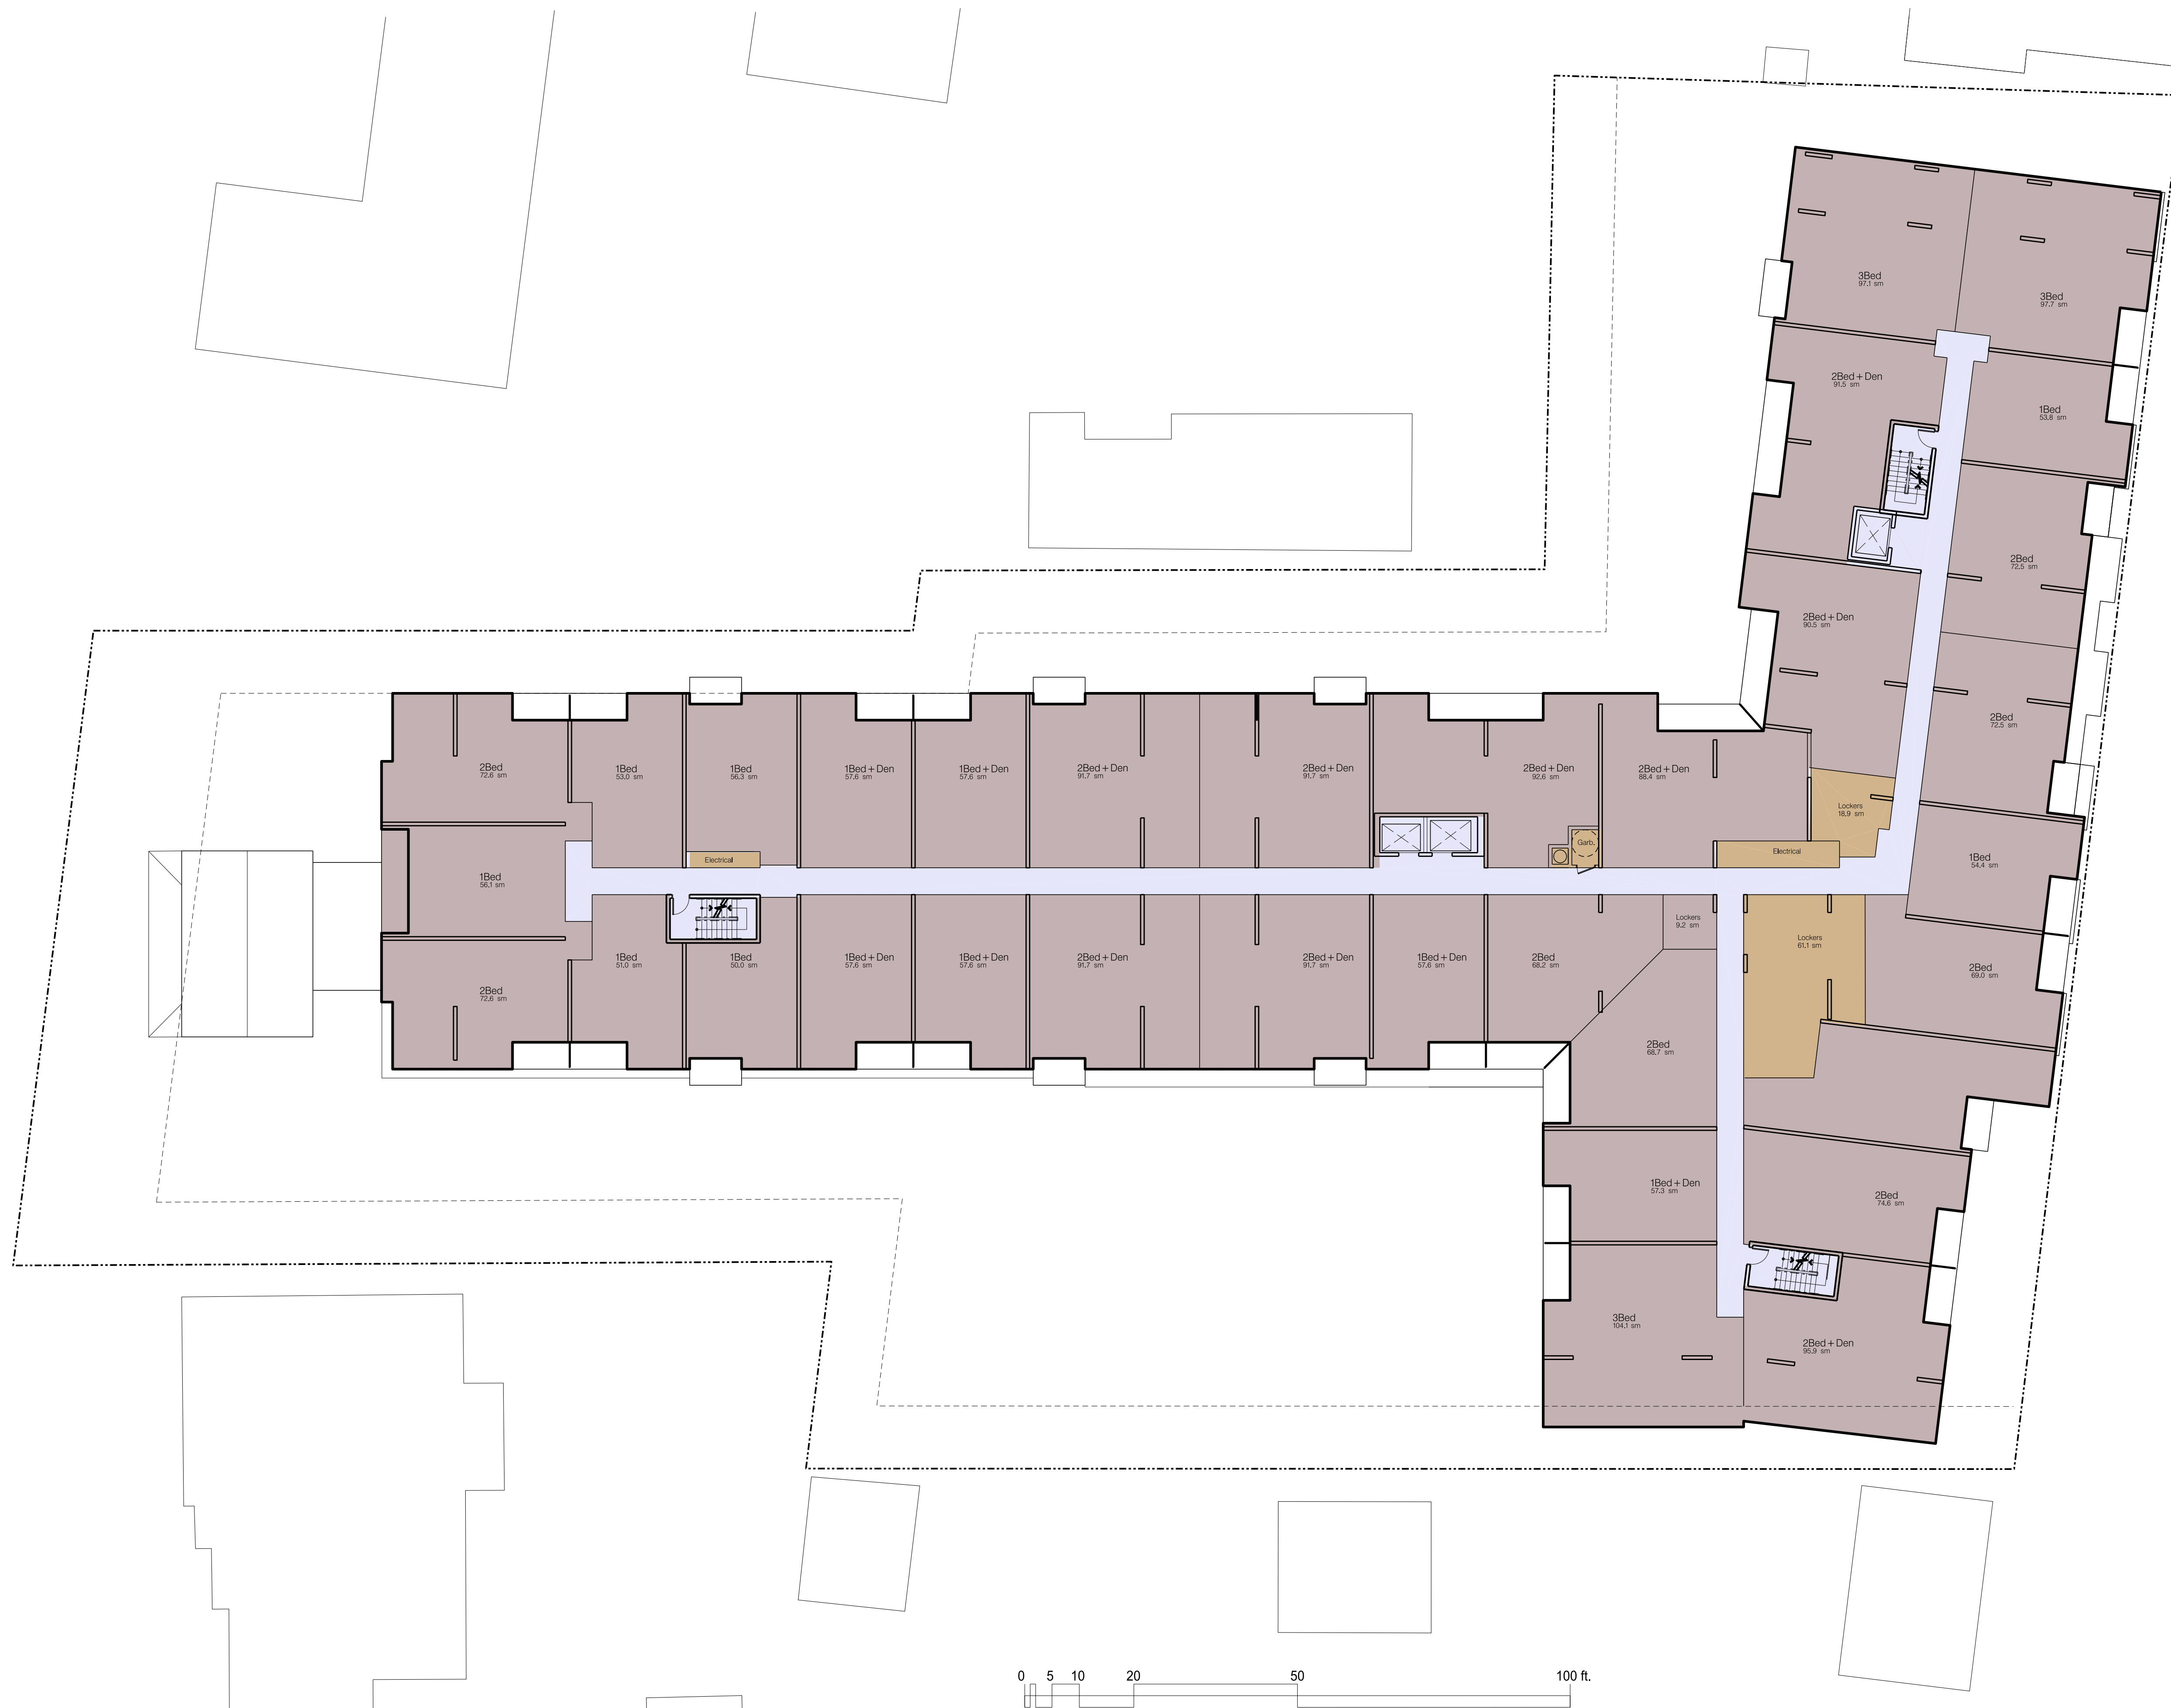 3Bed
97.1 sm
3Bed
97.7 sm
2Bed+Den
91.5 sm
1Bed
53.8 sm
2Bed
72.5 sm
2Bed+Den
90.5 sm
2Bed
72.5 sm
2Bed
72.6 sm
1Bed
53.0 sm
1Bed
56.3 sm
1Bed+Den
57.6 sm
1Bed+Den
57.6 sm
2Bed+Den
91.7 sm
2Bed+Den
91.7 sm
2Bed+Den
92.6 sm
2Bed+Den
88.4 sm
Lockers
18.9 sm
Garb.
Electrical
Electrical
1Bed
54.4 sm
1Bed
56.1 sm
Lockers
9.2 sm
Lockers
61.1 sm
2Bed
72.6 sm
1Bed
51.0 sm
1Bed
50.0 sm
1Bed+Den
57.6 sm
1Bed+Den
57.6 sm
2Bed+Den
91.7 sm
2Bed+Den
91.7 sm
1Bed+Den
57.6 sm
2Bed
68.2 sm
2Bed
69.0 sm
2Bed
68.7 sm
1Bed+Den
57.3 sm
2Bed
74.6 sm
3Bed
104.1 sm
2Bed+Den
95.9 sm
0 5 10 20 50 100 ft.